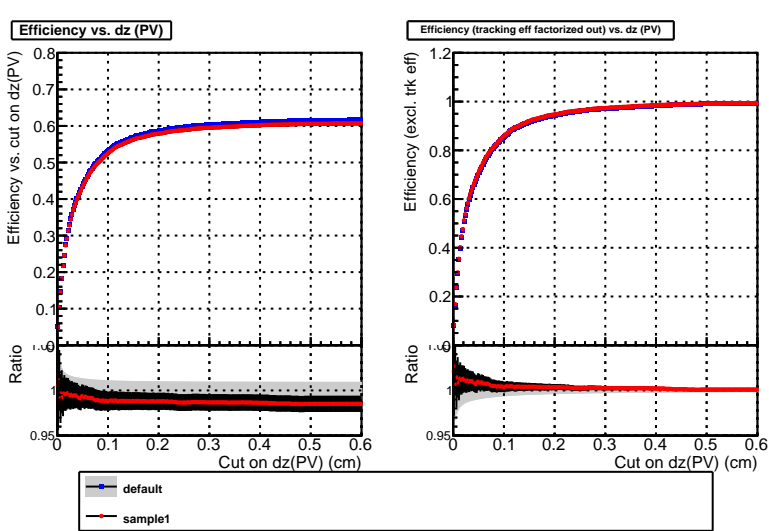 Efficiency vs. dz (PV)
Efficiency vs. cut on dz(PV)
0.8
0.7
0.6
0.5
0.4
0.3
0.2
0.1
0
Ratio
1
0.95
0 0.1 0.2 0.3 0.4 0.5 0.6
Cut on dz(PV) (cm)
Efficiency (tracking eff factorized out) vs. dz (PV)
Efficiency (excl. trk eff)
1.2
1
0.8
0.6
0.4
0.2
0
Ratio
1
0.95
0 0.1 0.2 0.3 0.4 0.5 0.6
Cut on dz(PV) (cm)
default
sample1